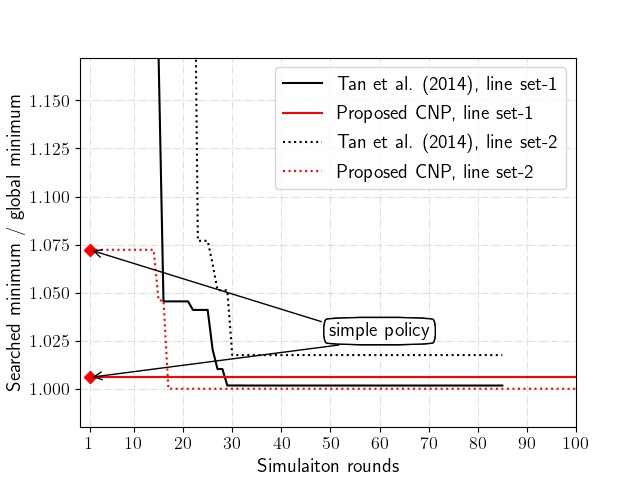 Tan et al. (2014), line set-1
Proposed CNP, line set-1
Tan et al. (2014), line set-2
Proposed CNP, line set-2
Searched minimum / global minimum
1.150
1.125
1.100
1.075
1.050
1.025
1.000
simple policy
1 10 20 30 40 50 60 70 80 90 100
Simulaiton rounds